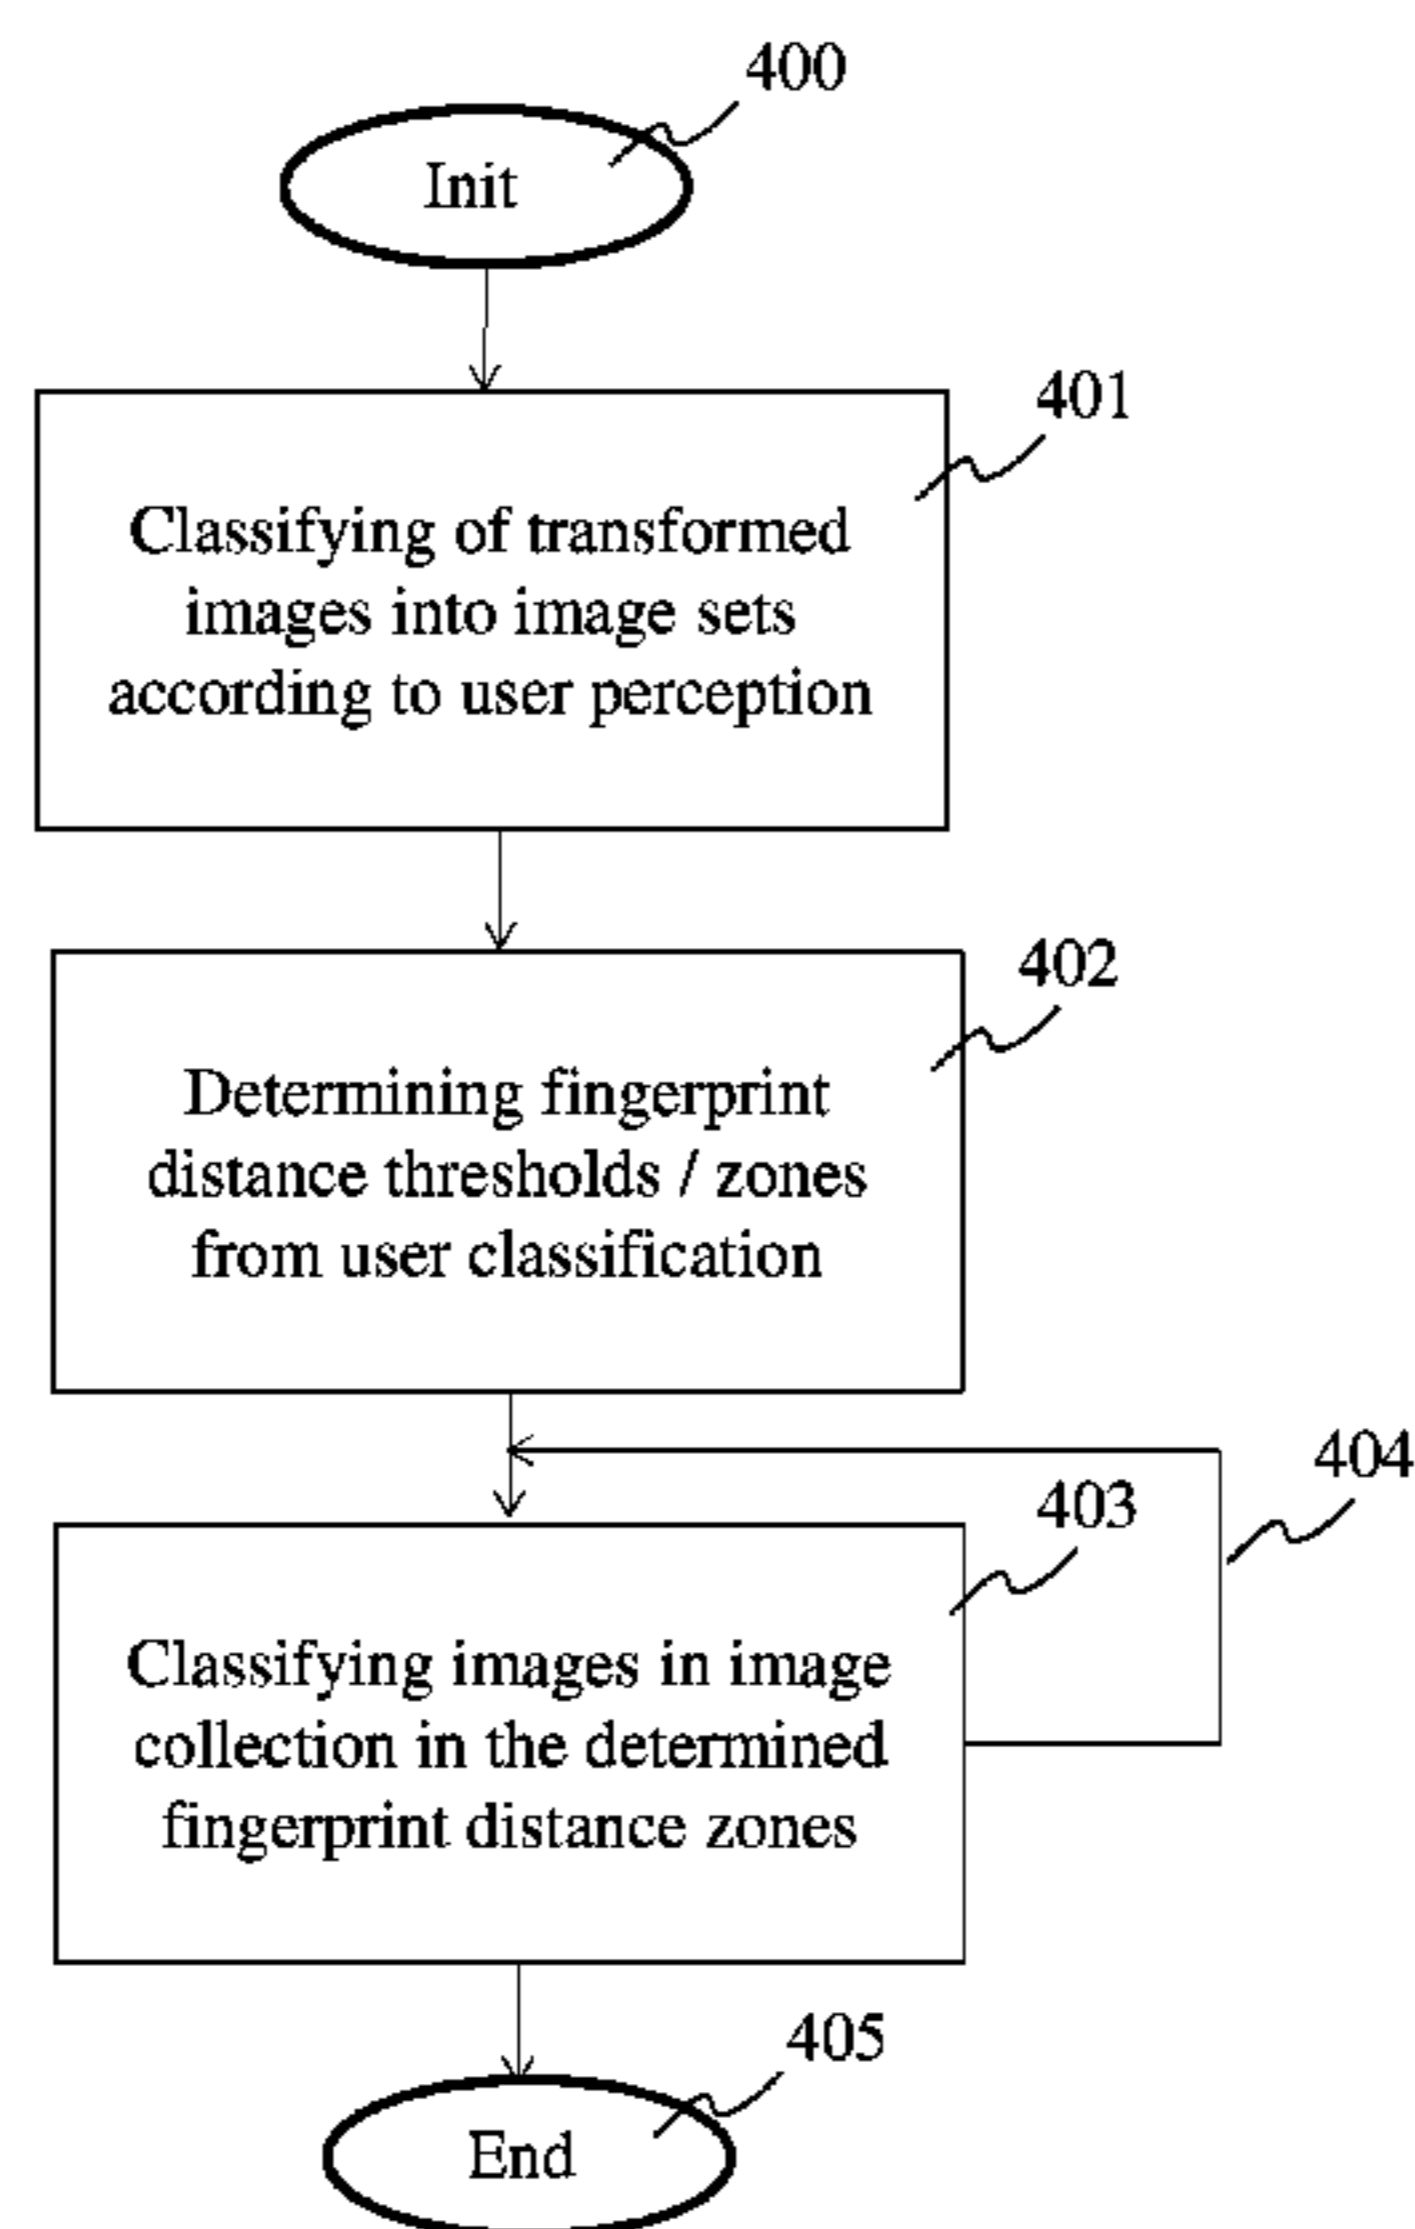 400
Init
401
Classifying of transformed
images into image sets
according to user perception
402
Determining fingerprint
distance thresholds / zones
from user classification
404
403
Classifying images in image
collection in the determined
fingerprint distance zones
405
End